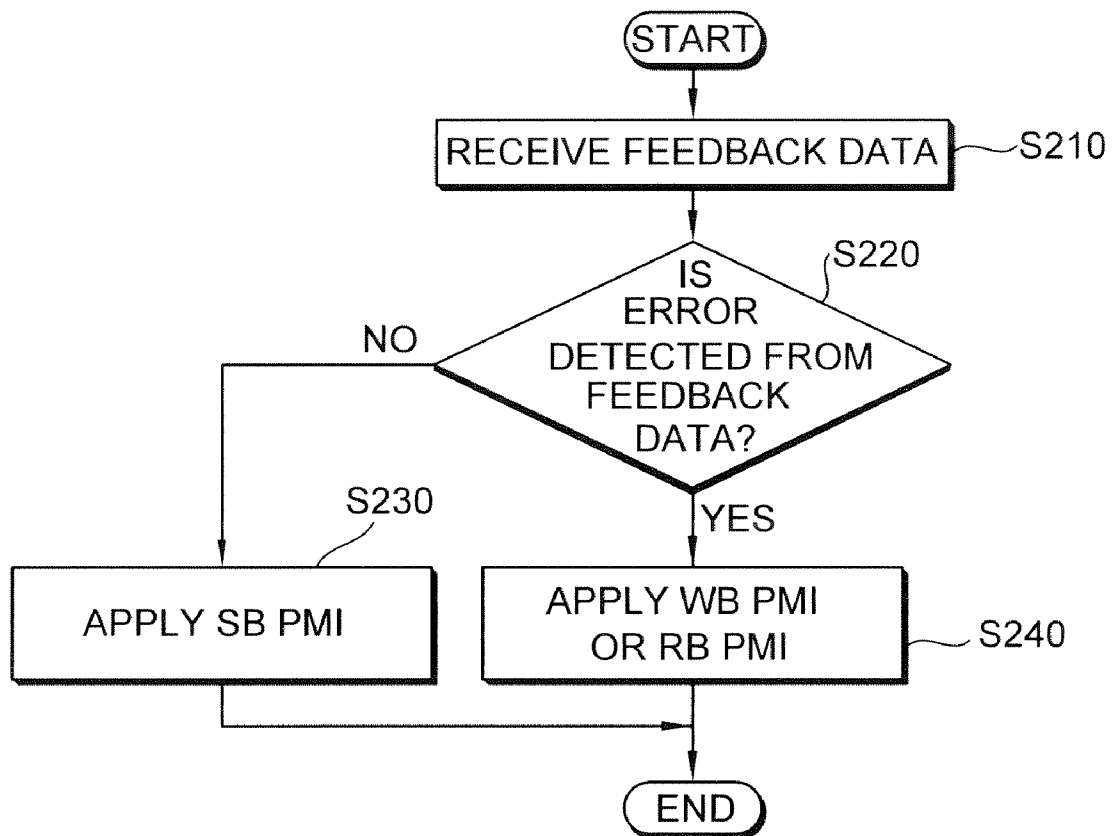 START
RECEIVE FEEDBACK DATA
S210
S220
IS
ERROR
DETECTED FROM
FEEDBACK
DATA?
NO
YES
S230
APPLY SB PMI
APPLY WB PMI
OR RB PMI
S240
END